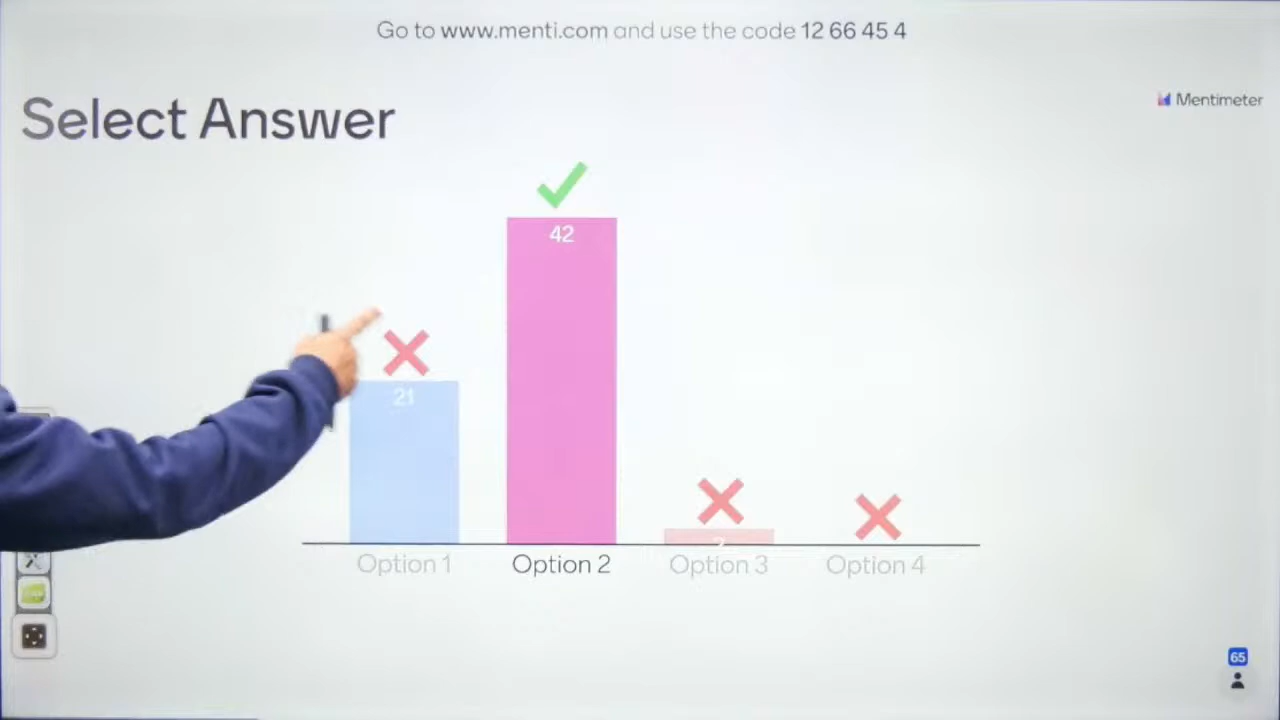 Go to www.menti.com and use the code 12 66 45 4
Select Answer
Mentimeter
42
21
2
Option 1
Option 2
Option 3
Option 4
65